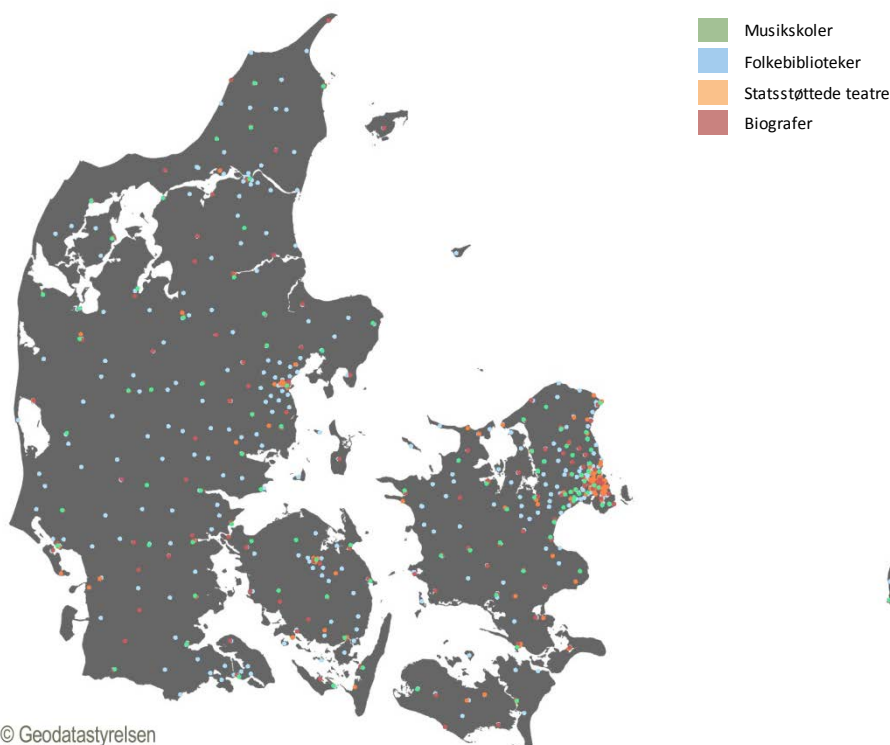 Musikskoler
Folkebiblioteker
Statsstøttede teatre
Biografer
© Geodatastyrelsen